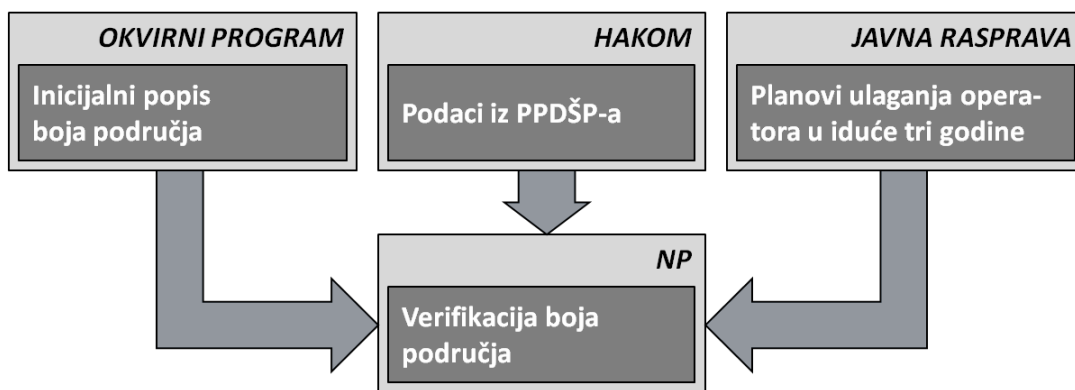 OKVIRNI PROGRAM
Inicijalni popis
boja područja
HAKOM
Podaci iz PPDŠP-a
JAVNA RASPRAVA
Planovi ulaganja opera-
tora u iduće tri godine
NP
Verifikacija boja
područja